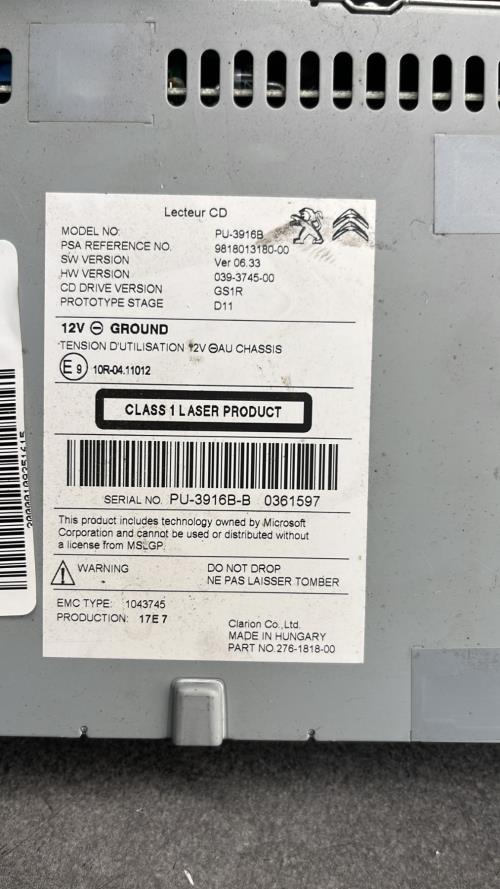 Lecteur CD
MODEL NO: PU-3916B
PSA REFERENCE NO. 9818013180-00
SW VERSION Ver 06.33
HW VERSION 039-3745-00
CD DRIVE VERSION GS1R
PROTOTYPE STAGE D11
12V ⊖ GROUND
TENSION D'UTILISATION 12V ⊖AU CHASSIS
E9 10R-04.11012
CLASS 1 LASER PRODUCT
SERIAL NO. PU-3916B-B 0361597
This product includes technology owned by Microsoft
Corporation and cannot be used or distributed without
a license from MSLGP.
WARNING DO NOT DROP
NE PAS LAISSER TOMBER
EMC TYPE: 1043745
PRODUCTION: 17E 7
Clarion Co.,Ltd.
MADE IN HUNGARY
PART NO.276-1818-00